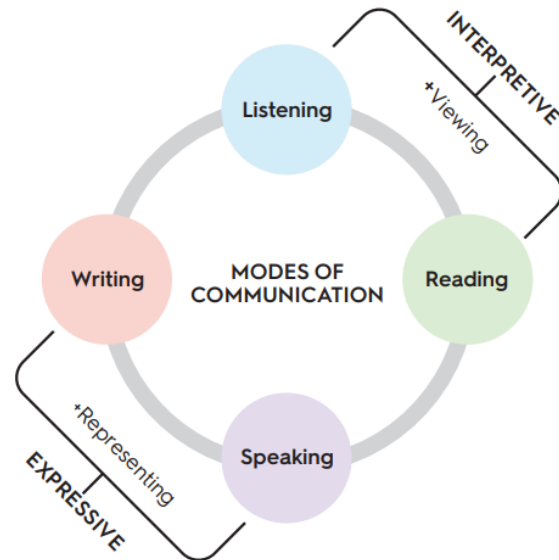 Listening
INTERPRETIVE
+Viewing
Writing
MODES OF
COMMUNICATION
Reading
+Representing
EXPRESSIVE
Speaking